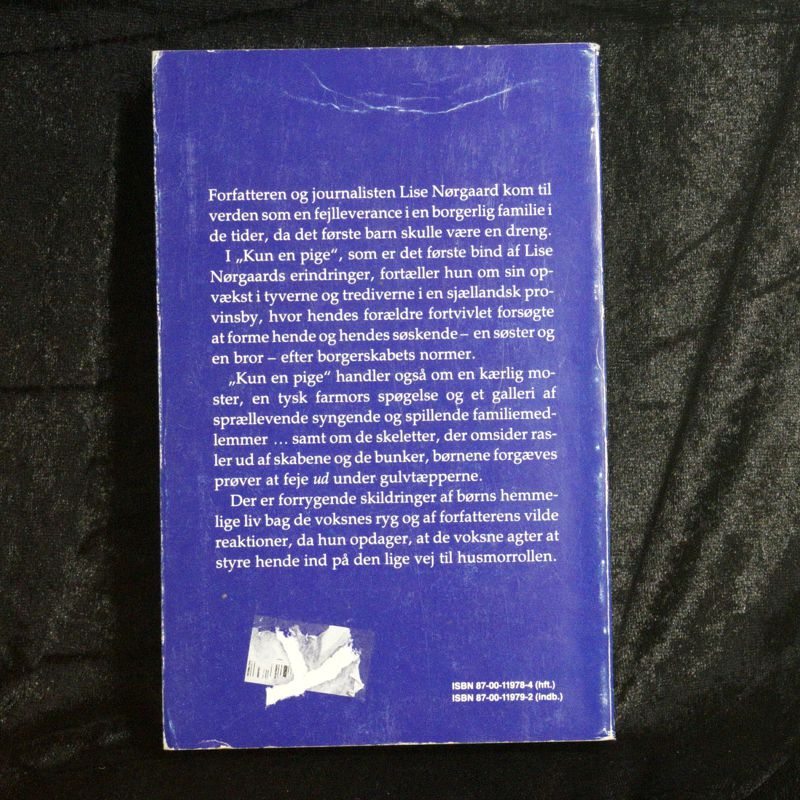 Forfatteren og journalisten Lise Nørgaard kom til
verden som en fejlleverance i en borgerlig familie i
de tider, da det første barn skulle være en dreng.
I „Kun en pige“, som er det første bind af Lise
Nørgaards erindringer, fortæller hun om sin op-
vækst i tyverne og trediverne i en sjællandsk pro-
vinsby, hvor hendes forældre fortvivlet forsøgte
at forme hende og hendes søskende – en søster og
en bror – efter borgerskabets normer.
„Kun en pige“ handler også om en kærlig mo-
ster, en tysk farmors spøgelse og et galleri af
sprællevende syngende og spillende familiemed-
lemmer ... samt om de skeletter, der omsider ras-
ler ud af skabene og de bunker, børnene forgæves
prøver at feje ud under gulvtæpperne.
Der er forrygende skildringer af børns hemme-
lige liv bag de voksnes ryg og af forfatterens vilde
reaktioner, da hun opdager, at de voksne agter at
styre hende ind på den lige vej til husmorrollen.
ISBN 87-00-11978-4 (hft.)
ISBN 87-00-11979-2 (indb.)